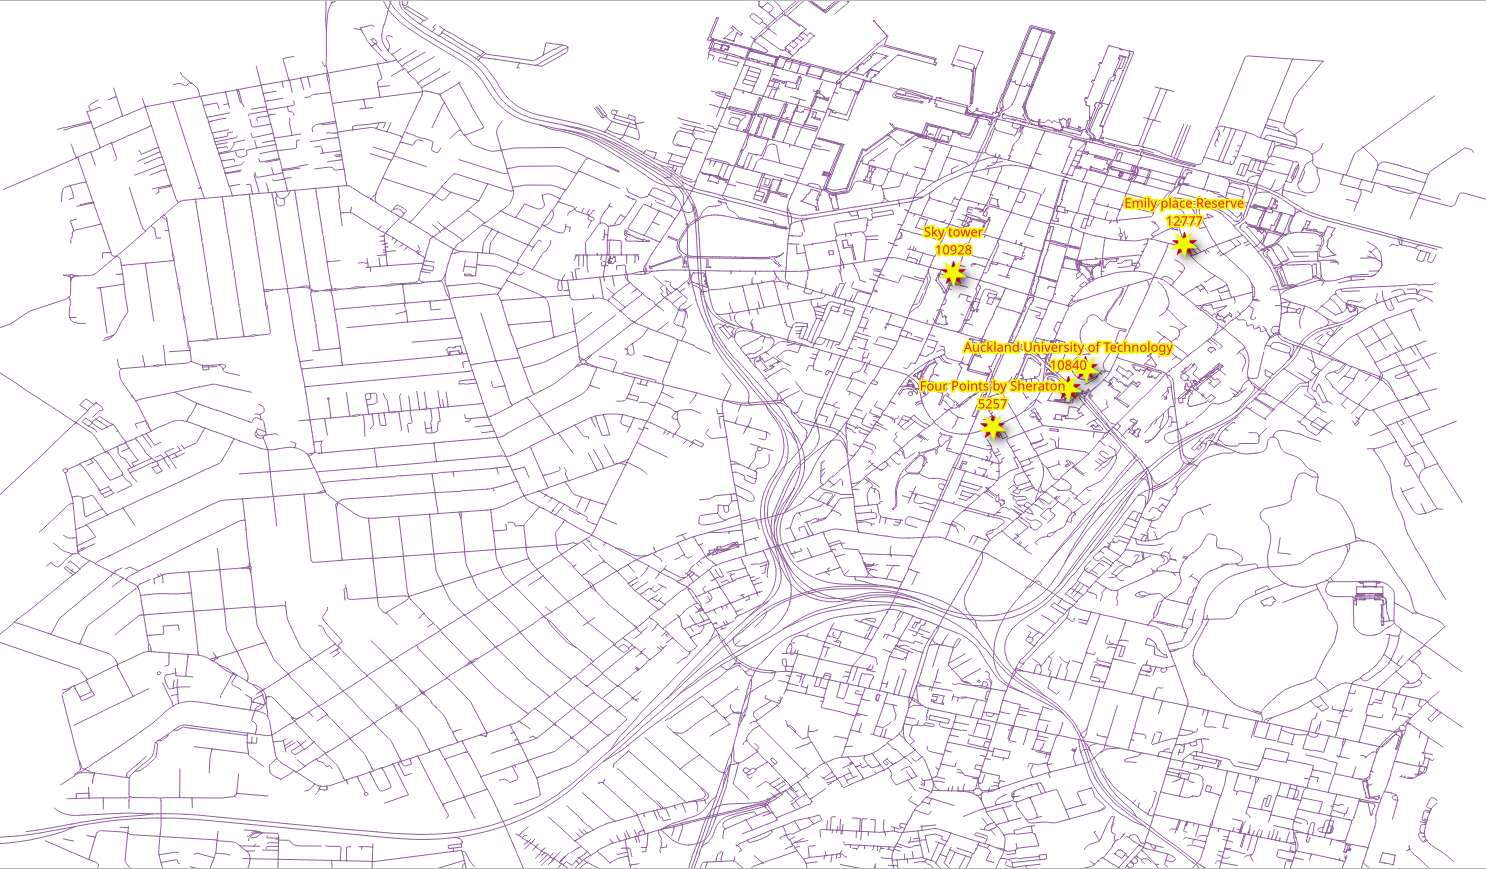 Emily place Reserve
12777
Sky tower
10928
Auckland University of Technology
10840
Four Points by Sheraton
5257